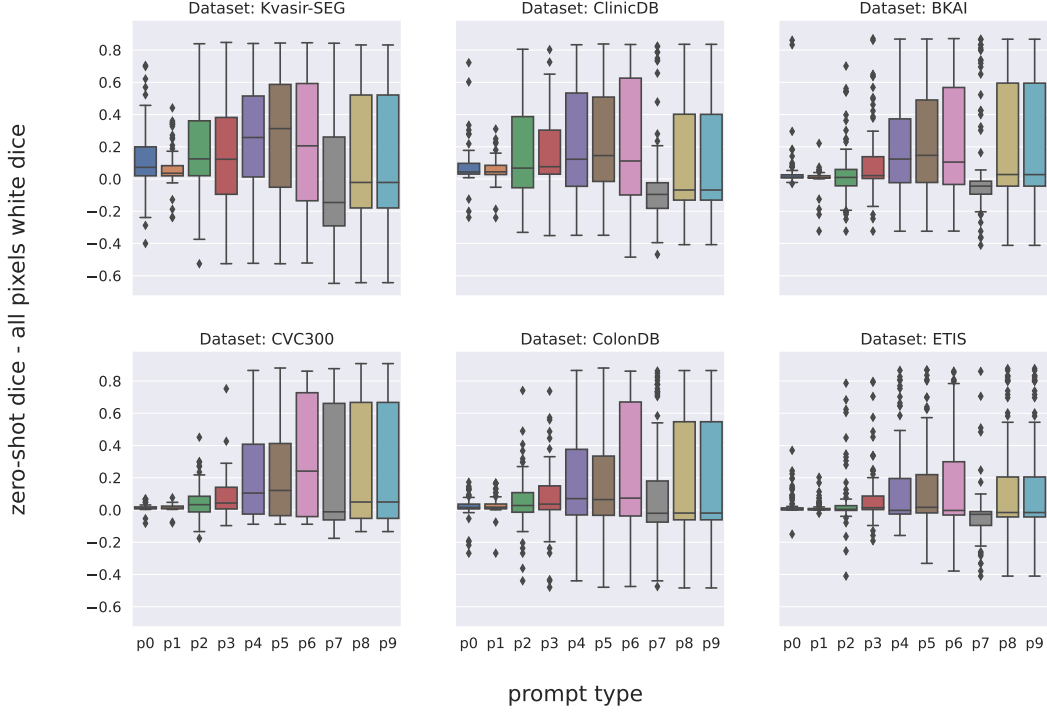 Dataset: Kvasir-SEG
Dataset: ClinicDB
Dataset: BKAI
0.8
0.6
0.4
0.2
0.0
−0.2
−0.4
−0.6
Dataset: CVC300
Dataset: ColonDB
Dataset: ETIS
0.8
0.6
0.4
0.2
0.0
−0.2
−0.4
−0.6
zero-shot dice - all pixels white dice
p0 p1 p2 p3 p4 p5 p6 p7 p8 p9
p0 p1 p2 p3 p4 p5 p6 p7 p8 p9
p0 p1 p2 p3 p4 p5 p6 p7 p8 p9
prompt type